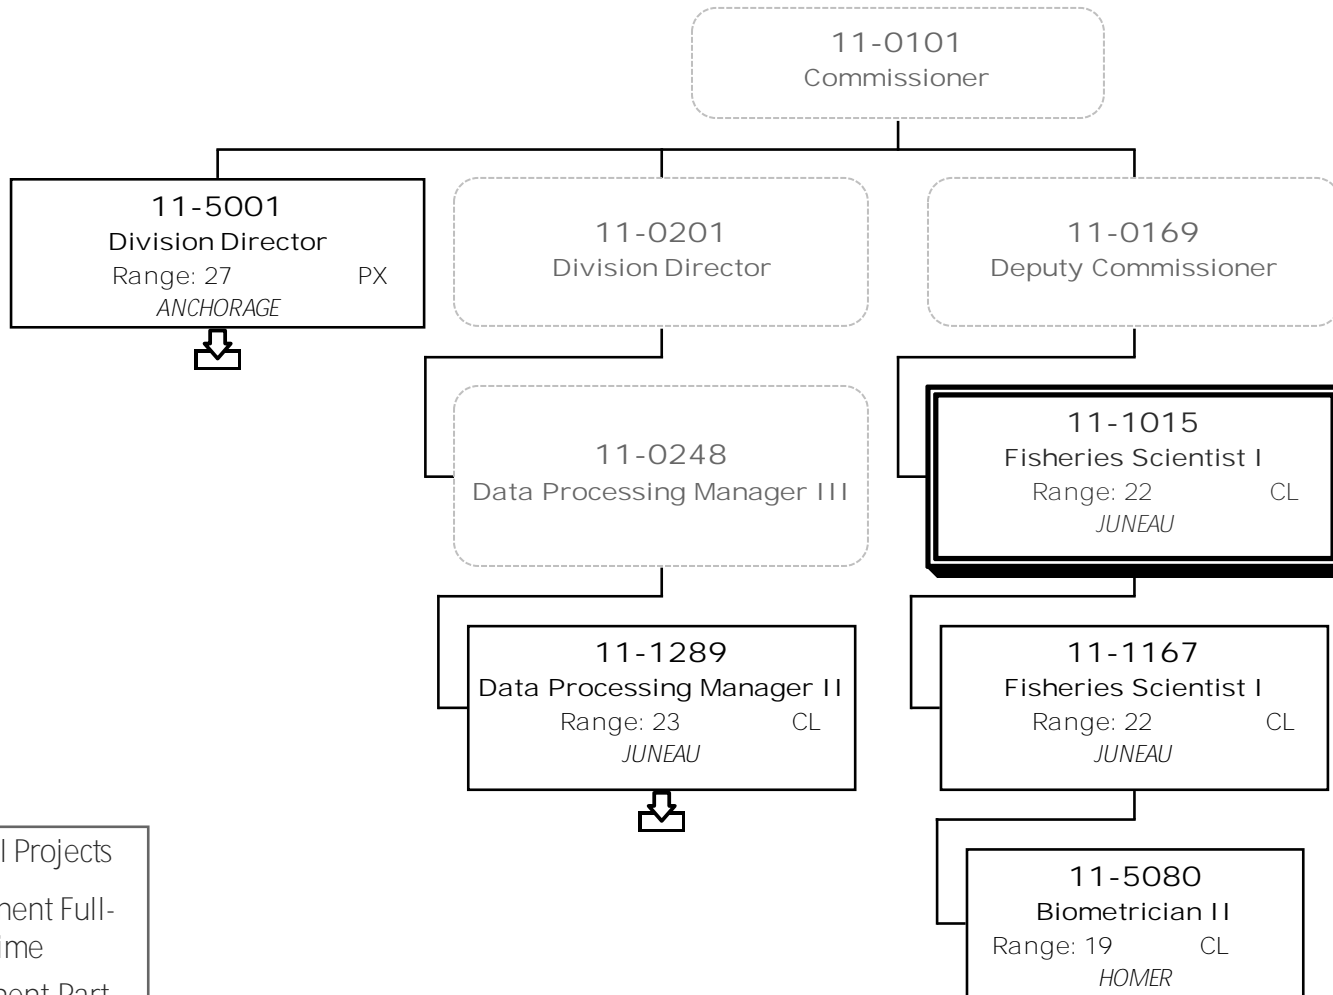 11-0101
Commissioner
11-5001
Division Director
Range: 27 PX
ANCHORAGE
11-0201
Division Director
11-0169
Deputy Commissioner
11-0248
Data Processing Manager III
11-1015
Fisheries Scientist I
Range: 22 CL
JUNEAU
11-1289
Data Processing Manager II
Range: 23 CL
JUNEAU
11-1167
Fisheries Scientist I
Range: 22 CL
JUNEAU
11-5080
Biometrician II
Range: 19 CL
HOMER
Projects
Full-
Part